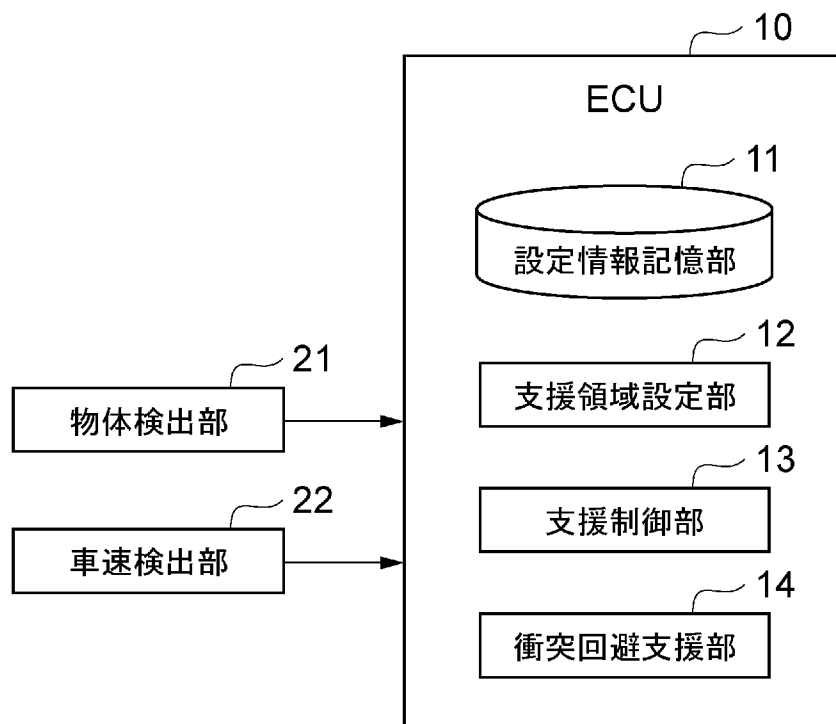 10
ECU
11
設定情報記憶部
12
支援領域設定部
21
物体検出部
13
支援制御部
22
車速検出部
14
衝突回避支援部